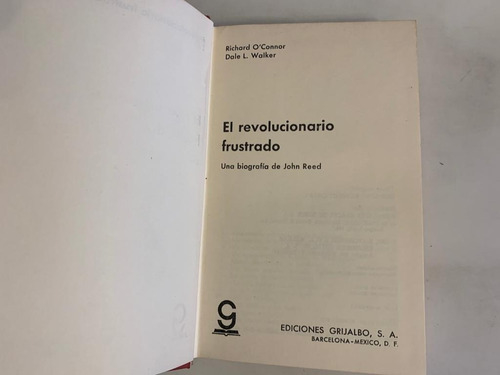 Richard O'Connor
Dale L. Walker
El revolucionario
frustrado
Una biografía de John Reed
g
EDICIONES GRIJALBO, S. A.
BARCELONA-MEXICO, D. F.